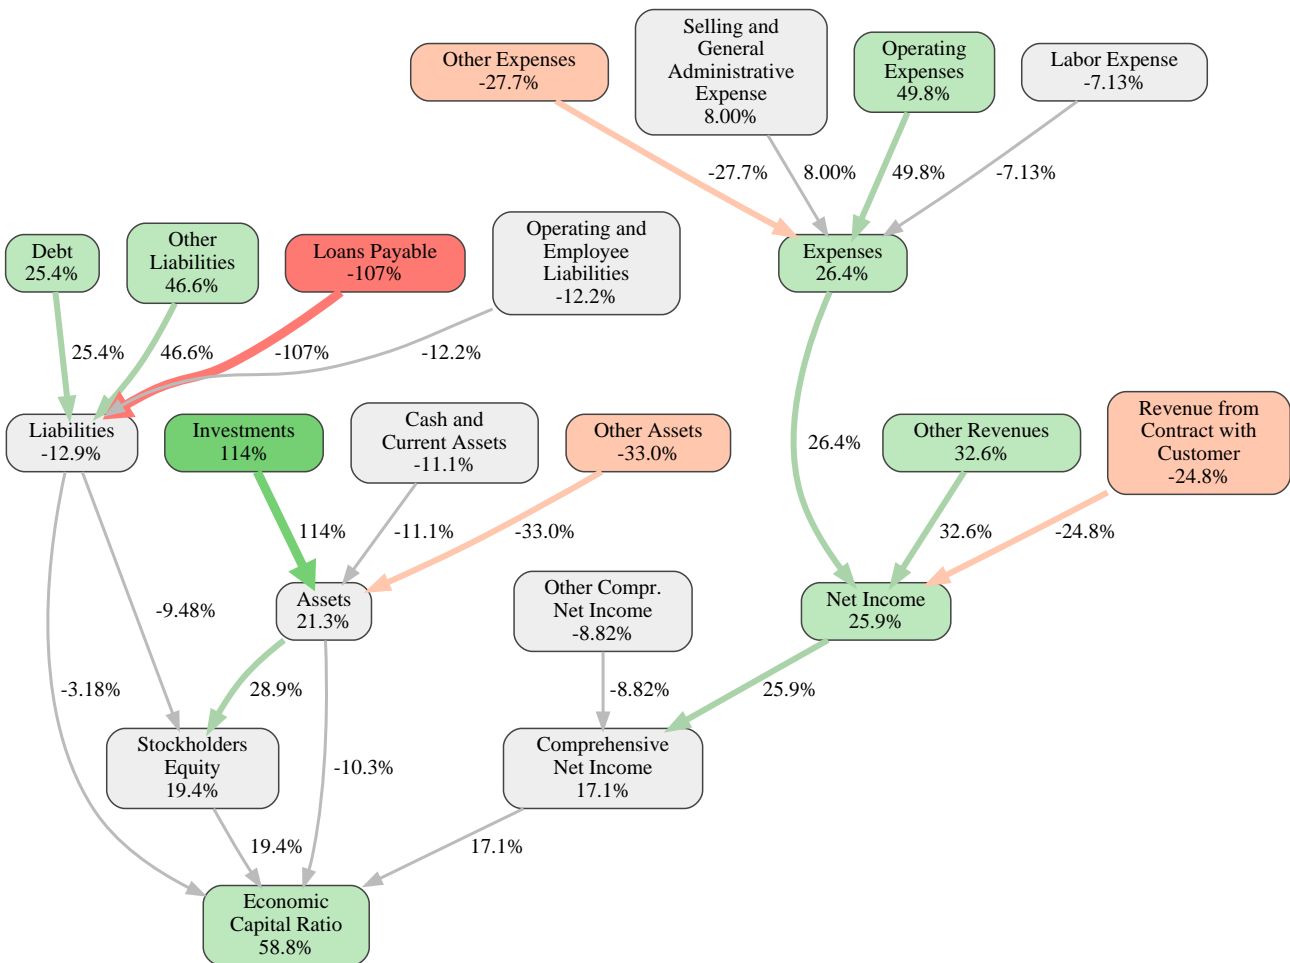 Other Expenses
-27.7%
Selling and
General
Administrative
Expense
8.00%
Operating
Expenses
49.8%
Labor Expense
-7.13%
-27.7%
8.00%
49.8%
-7.13%
Debt
25.4%
Other
Liabilities
46.6%
Loans Payable
-107%
Operating and
Employee
Liabilities
-12.2%
Expenses
26.4%
25.4%
46.6%
-107%
-12.2%
Liabilities
-12.9%
Investments
114%
Cash and
Current Assets
-11.1%
Other Assets
-33.0%
26.4%
Other Revenues
32.6%
Revenue from
Contract with
Customer
-24.8%
114%
-11.1%
-33.0%
32.6%
-24.8%
-9.48%
Assets
21.3%
Other Compr.
Net Income
-8.82%
Net Income
25.9%
-3.18%
28.9%
-8.82%
25.9%
Stockholders
Equity
19.4%
-10.3%
Comprehensive
Net Income
17.1%
19.4%
17.1%
Economic
Capital Ratio
58.8%